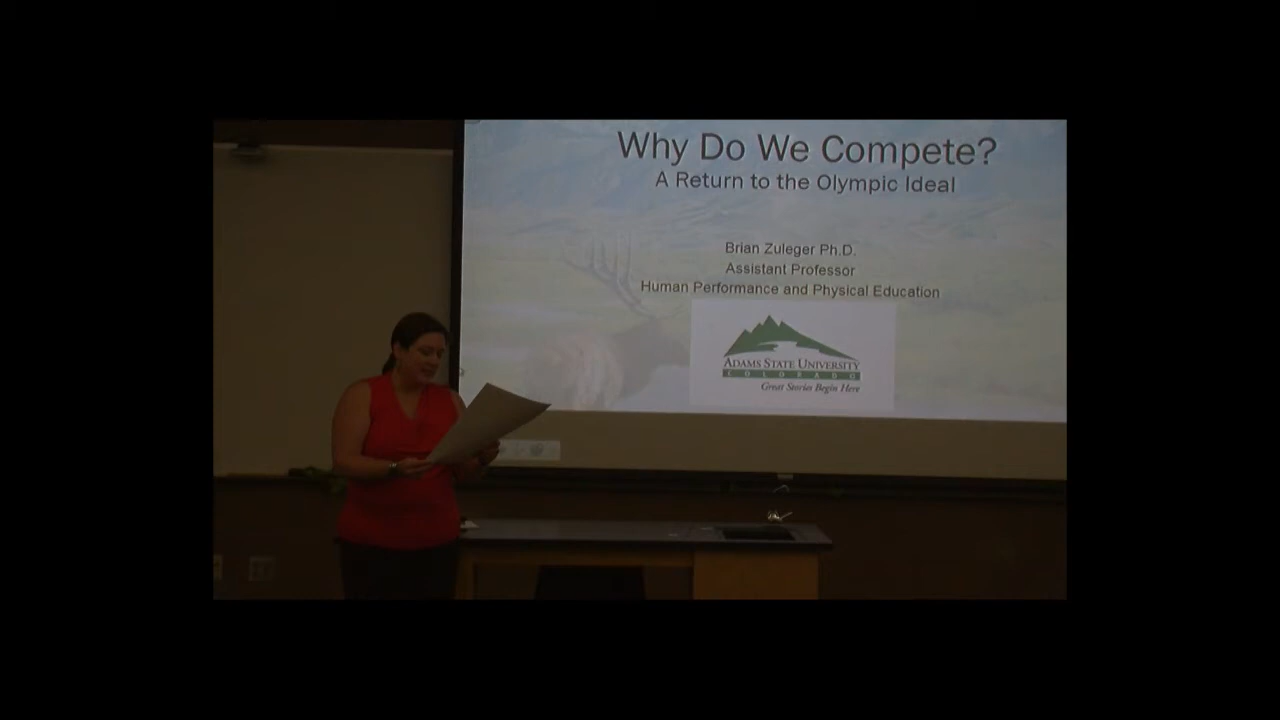 Why Do We Compete?
A Return to the Olympic Ideal
Brian Zuleger Ph.D.
Assistant Professor
Human Performance and Physical Education
ADAMS STATE UNIVERSITY
COLORADO
Great Stories Begin Here